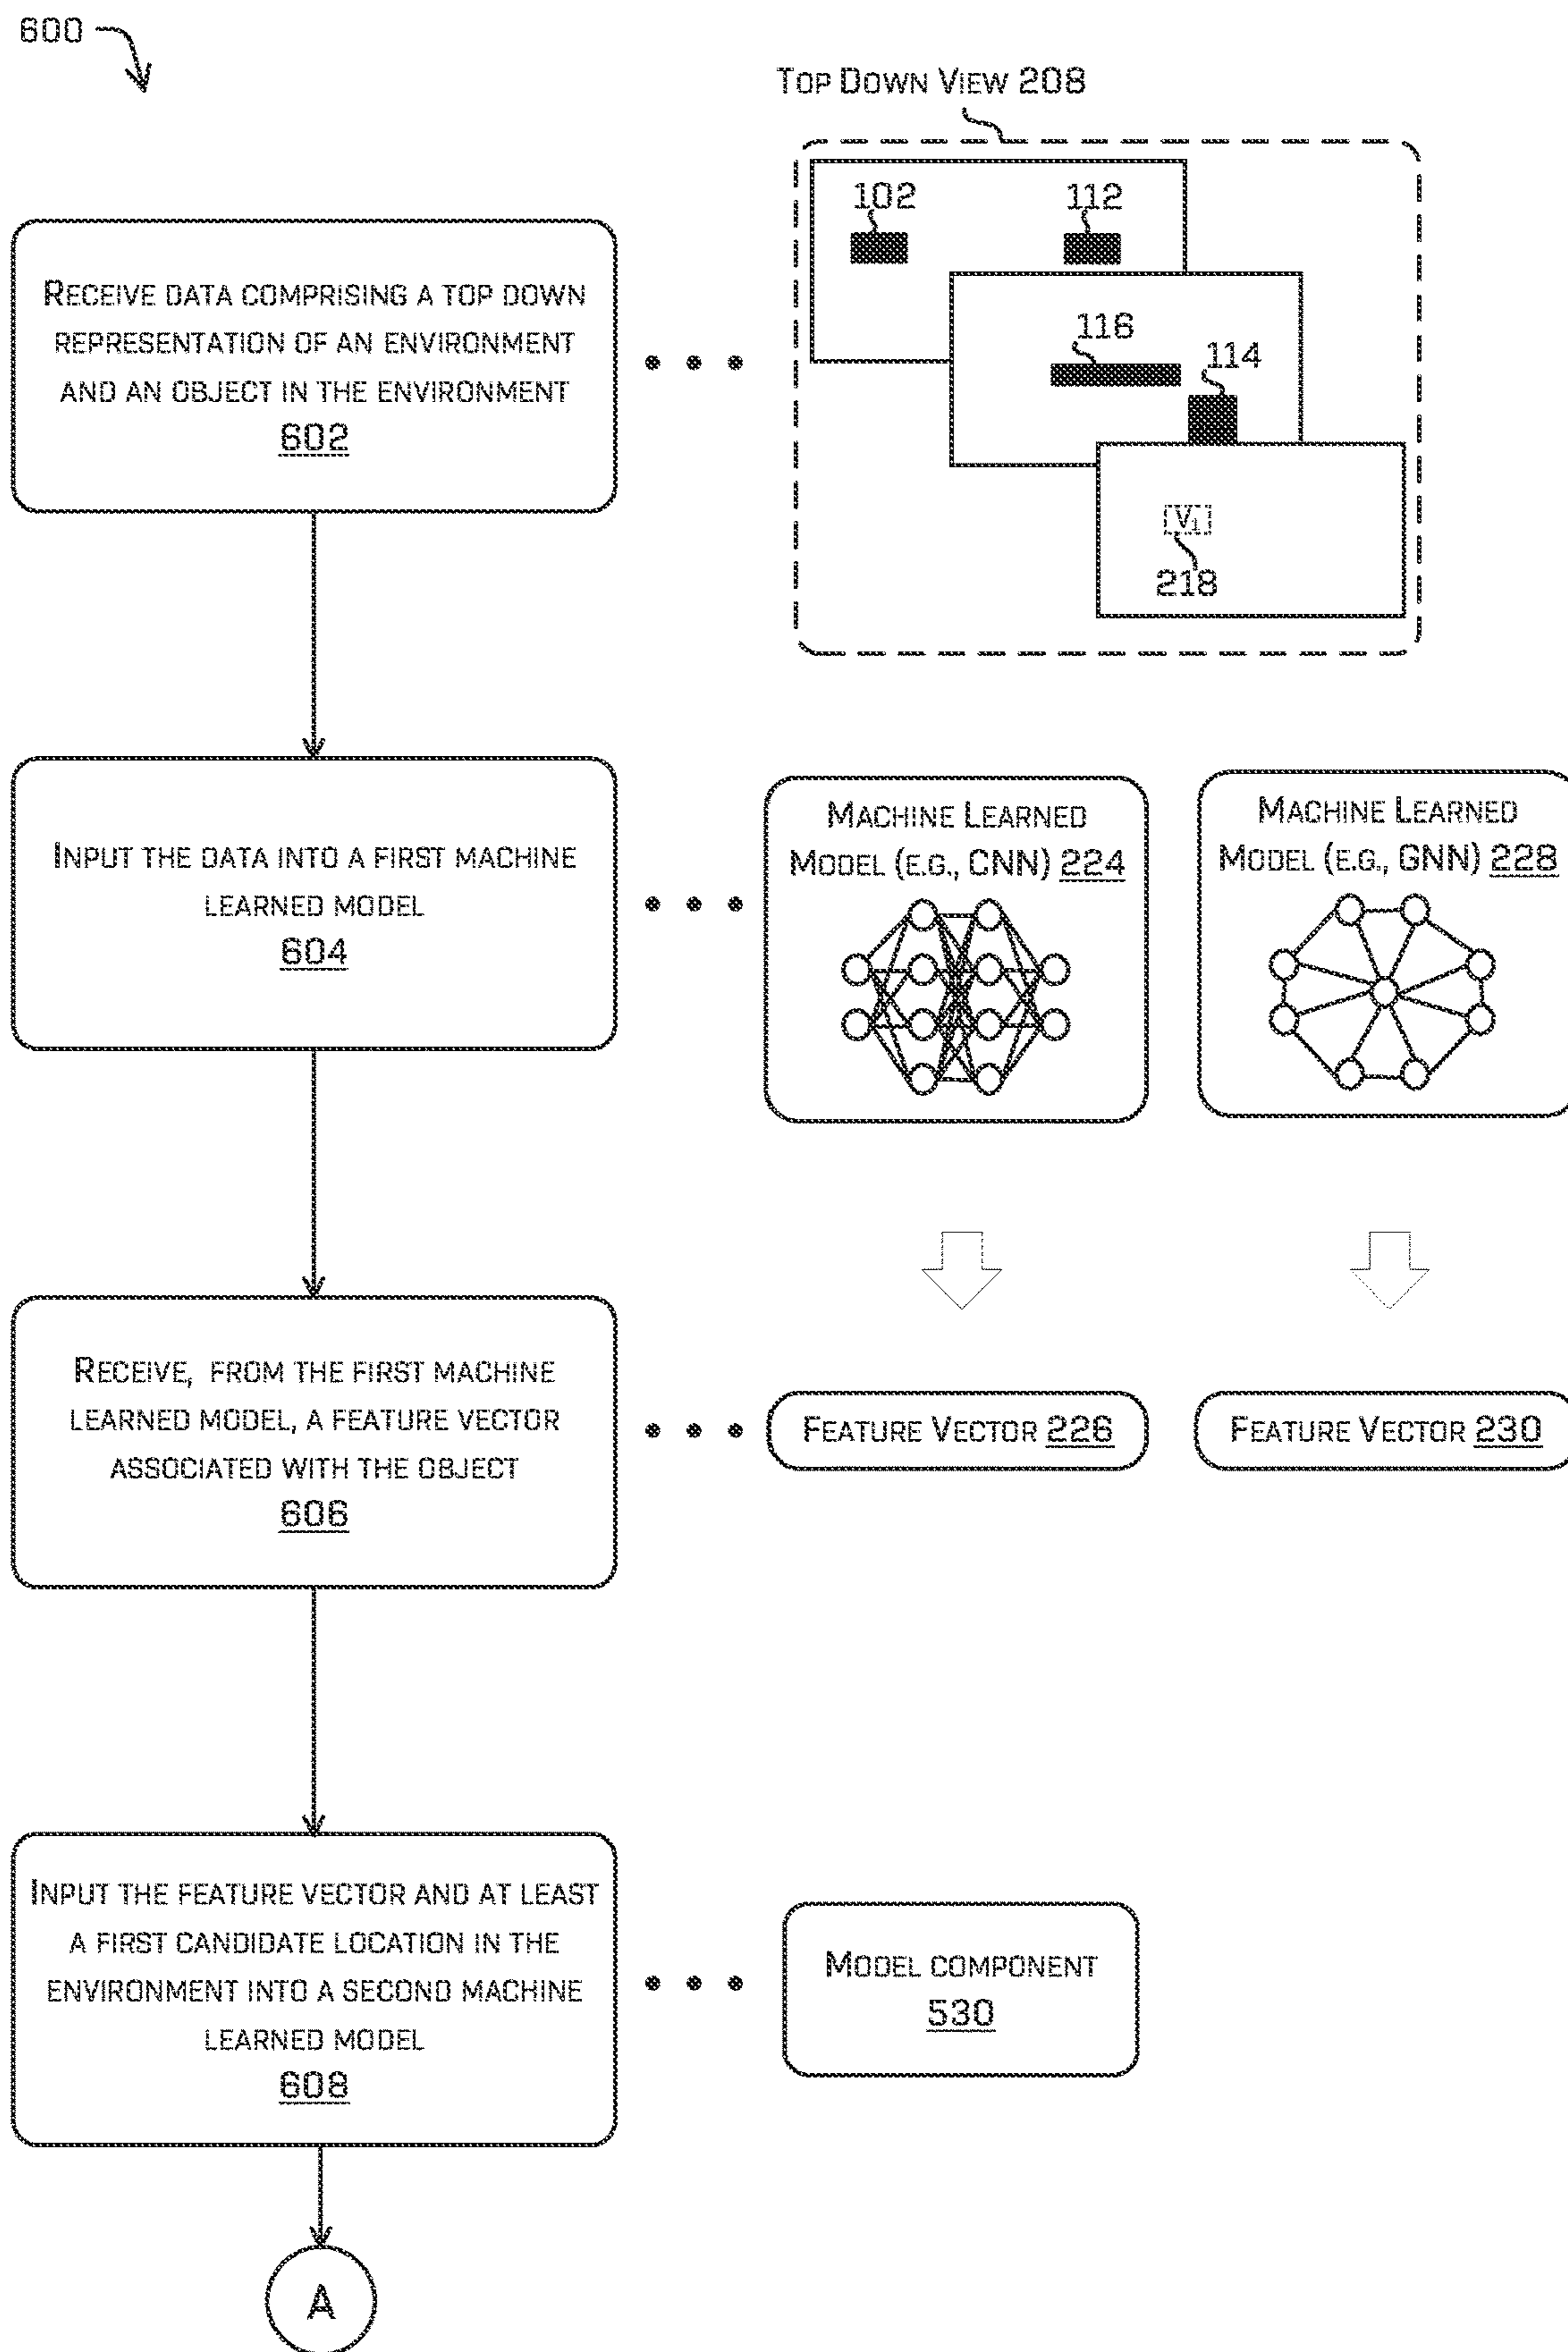 600
TOP DOWN VIEW 208
102
112
116
114
V1
218
RECEIVE DATA COMPRISING A TOP DOWN
REPRESENTATION OF AN ENVIRONMENT
AND AN OBJECT IN THE ENVIRONMENT
602
INPUT THE DATA INTO A FIRST MACHINE
LEARNED MODEL
604
MACHINE LEARNED
MODEL (E.G., CNN) 224
MACHINE LEARNED
MODEL (E.G., GNN) 228
RECEIVE, FROM THE FIRST MACHINE
LEARNED MODEL, A FEATURE VECTOR
ASSOCIATED WITH THE OBJECT
606
FEATURE VECTOR 226
FEATURE VECTOR 230
INPUT THE FEATURE VECTOR AND AT LEAST
A FIRST CANDIDATE LOCATION IN THE
ENVIRONMENT INTO A SECOND MACHINE
LEARNED MODEL
608
MODEL COMPONENT
530
A